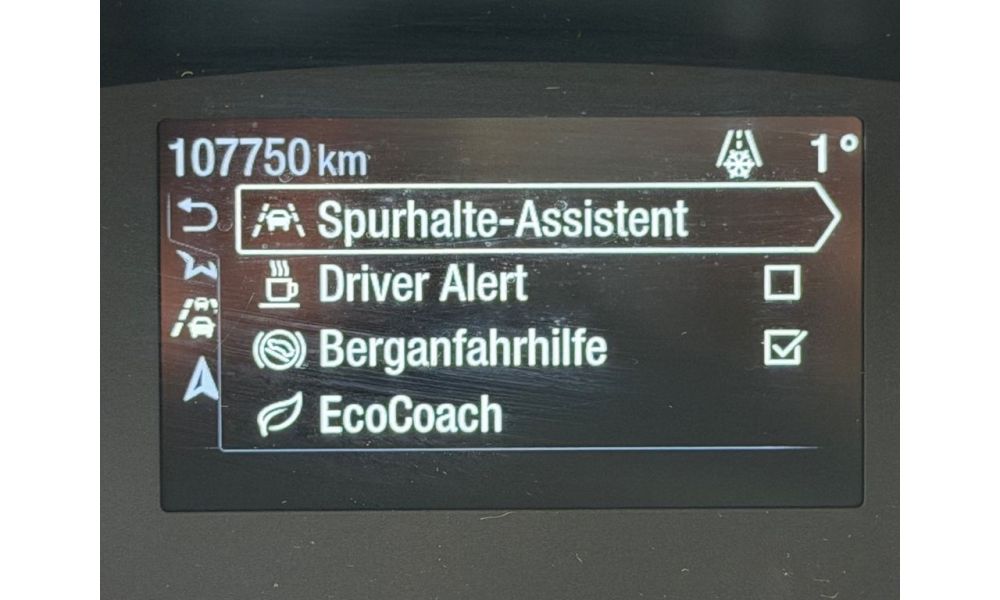 107750 km 1°
Spurhalte-Assistent
Driver Alert
Berganfahrhilfe
EcoCoach